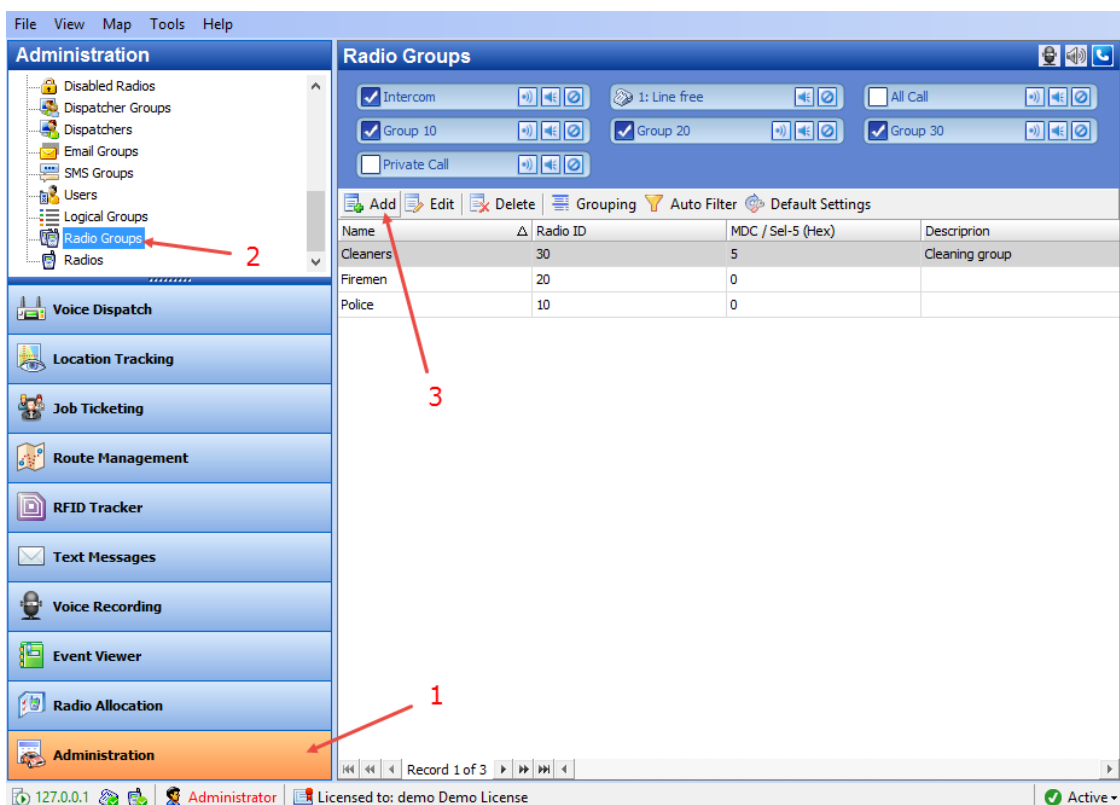 File View Map Tools Help
Administration
Disabled Radios
Dispatcher Groups
Dispatchers
Email Groups
SMS Groups
Users
Logical Groups
Radio Groups
2
Radios
Voice Dispatch
Location Tracking
Job Ticketing
Route Management
RFID Tracker
Text Messages
Voice Recording
Event Viewer
Radio Allocation
Administration
1
Radio Groups
Intercom 1: Line free All Call
Group 10 Group 20 Group 30
Private Call
Add Edit Delete Grouping Auto Filter Default Settings
Name Radio ID MDC / Sel-5 (Hex) Descriprion
Cleaners 30 5 Cleaning group
Firemen 20 0
Police 10 0
3
Record 1 of 3
127.0.0.1 Administrator Licensed to: demo Demo License Active